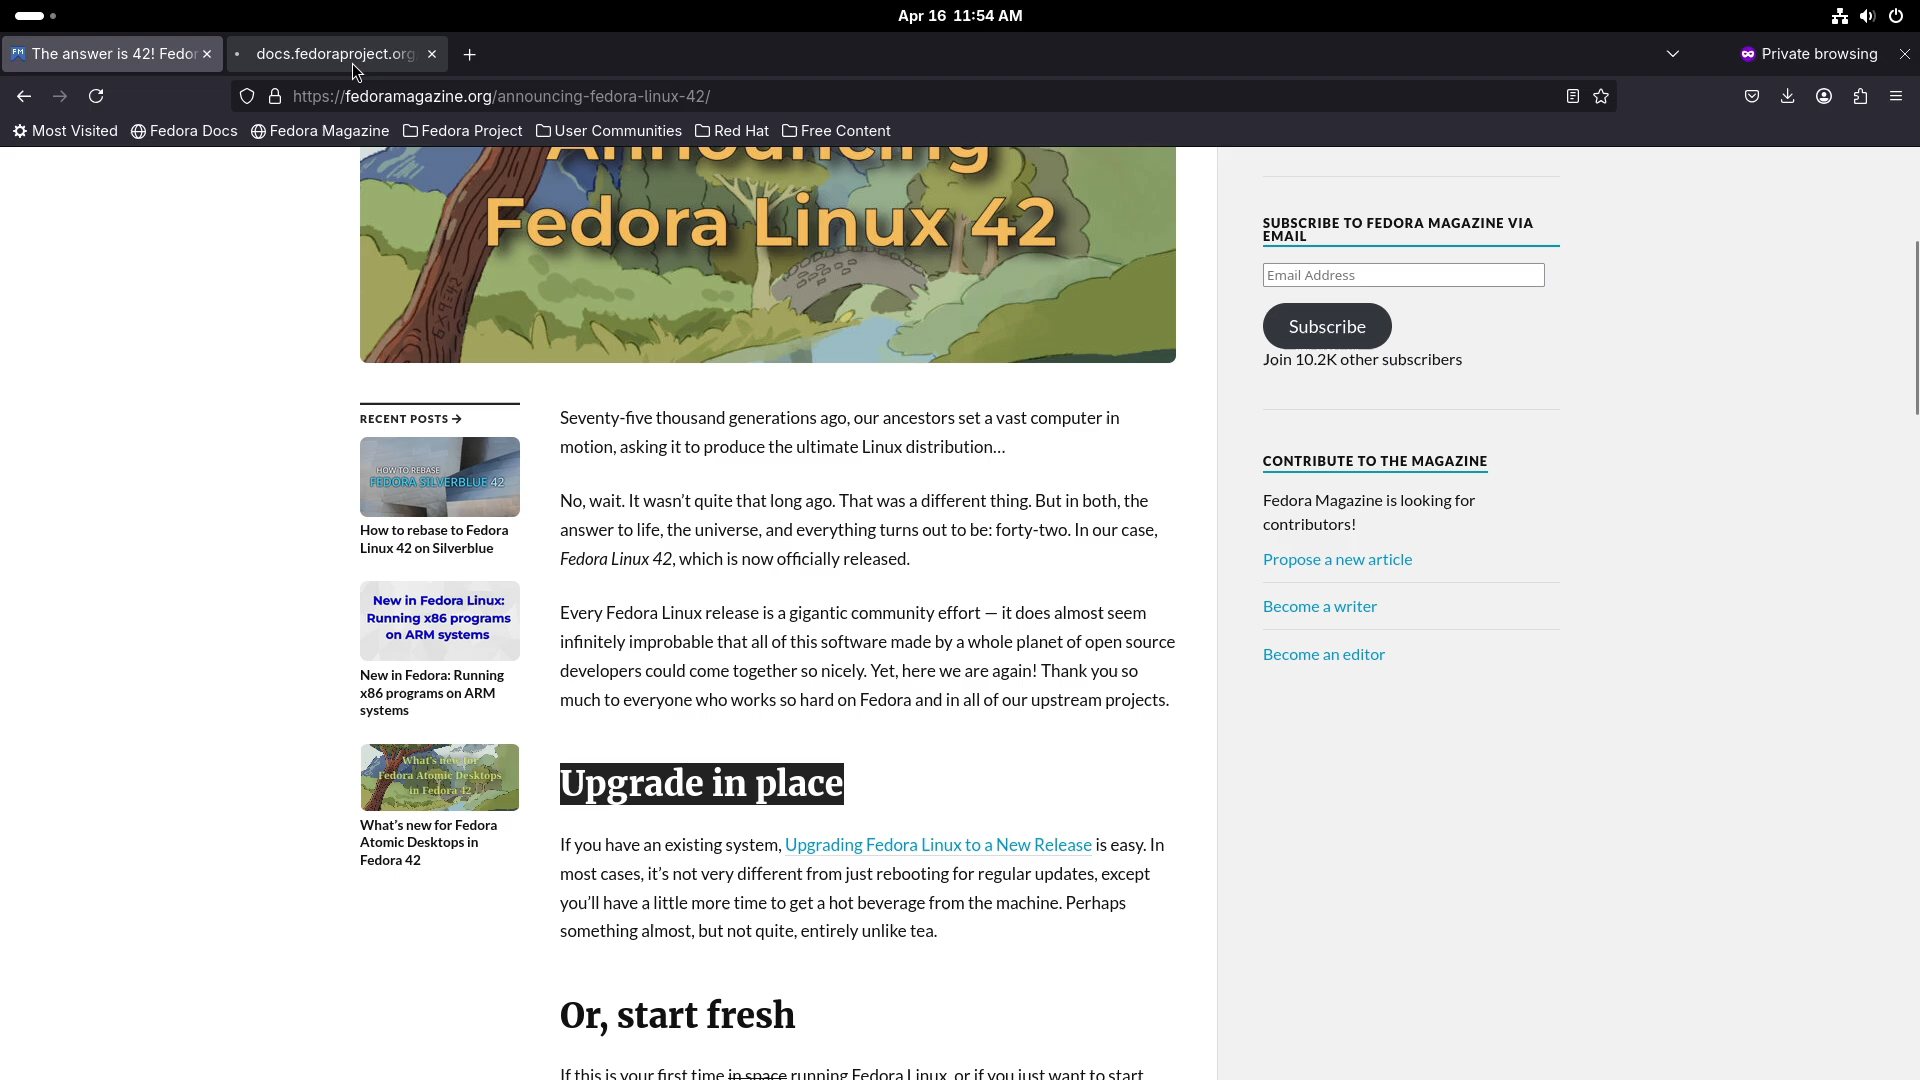 Apr 16 11:54 AM
The answer is 42! Fedor
docs.fedoraproject.org
Private browsing
https://fedoramagazine.org/announcing-fedora-linux-42/
Most Visited
Fedora Docs
Fedora Magazine
Fedora Project
User Communities
Red Hat
Free Content
Announcing
Fedora Linux 42
6x9=42
RECENT POSTS →
HOW TO REBASE
FEDORA SILVERBLUE 42
How to rebase to Fedora
Linux 42 on Silverblue
New in Fedora Linux:
Running x86 programs
on ARM systems
New in Fedora: Running
x86 programs on ARM
systems
What's new for
Fedora Atomic Desktops
in Fedora 42
What’s new for Fedora
Atomic Desktops in
Fedora 42
Seventy-five thousand generations ago, our ancestors set a vast computer in
motion, asking it to produce the ultimate Linux distribution…
No, wait. It wasn’t quite that long ago. That was a different thing. But in both, the
answer to life, the universe, and everything turns out to be: forty-two. In our case,
Fedora Linux 42, which is now officially released.
Every Fedora Linux release is a gigantic community effort — it does almost seem
infinitely improbable that all of this software made by a whole planet of open source
developers could come together so nicely. Yet, here we are again! Thank you so
much to everyone who works so hard on Fedora and in all of our upstream projects.
Upgrade in place
If you have an existing system, Upgrading Fedora Linux to a New Release is easy. In
most cases, it’s not very different from just rebooting for regular updates, except
you’ll have a little more time to get a hot beverage from the machine. Perhaps
something almost, but not quite, entirely unlike tea.
Or, start fresh
If this is your first time in space running Fedora Linux, or if you just want to start
SUBSCRIBE TO FEDORA MAGAZINE VIA
EMAIL
Email Address
Subscribe
Join 10.2K other subscribers
CONTRIBUTE TO THE MAGAZINE
Fedora Magazine is looking for
contributors!
Propose a new article
Become a writer
Become an editor